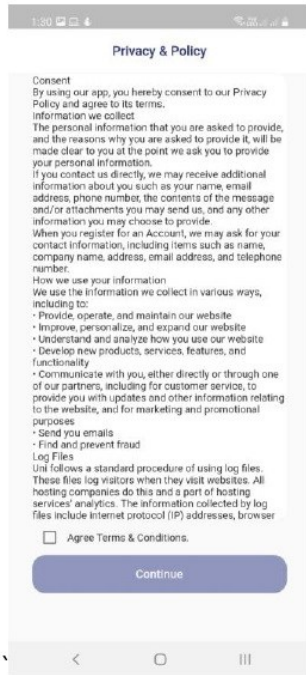 1:20
Privacy & Policy
Consent
By using our app, you hereby consent to our Privacy
Policy and agree to its terms.
Information we collect
The personal information that you are asked to provide,
and the reasons why you are asked to provide it, will be
made clear to you at the point we ask you to provide
your personal information.
If you contact us directly, we may receive additional
information about you such as your name, email
address, phone number, the contents of the message
and/or attachments you may send us, and any other
information you may choose to provide.
When you register for an Account, we may ask for your
contact information, including items such as name,
company name, address, email address, and telephone
number.
How we use your information
We use the information we collect in various ways,
including to:
• Provide, operate, and maintain our website
• Improve, personalize, and expand our website
• Understand and analyze how you use our website
• Develop new products, services, features, and
functionality
• Communicate with you, either directly or through one
of our partners, including for customer service, to
provide you with updates and other information relating
to the website, and for marketing and promotional
purposes
• Send you emails
• Find and prevent fraud
Log Files
Uni follows a standard procedure of using log files.
These files log visitors when they visit websites. All
hosting companies do this and a part of hosting
services' analytics. The information collected by log
files include internet protocol (IP) addresses, browser
Agree Terms & Conditions.
Continue